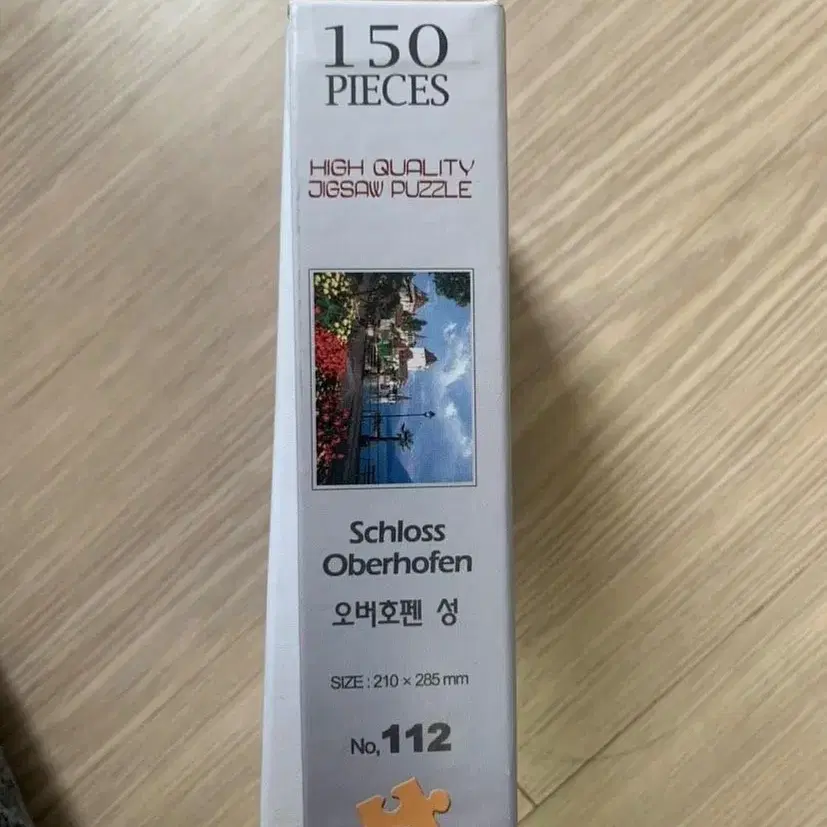 150
PIECES
HIGH QUALITY
JIGSAW PUZZLE
Schloss
Oberhofen
오버호펜 성
SIZE : 210 × 285 mm
No,112